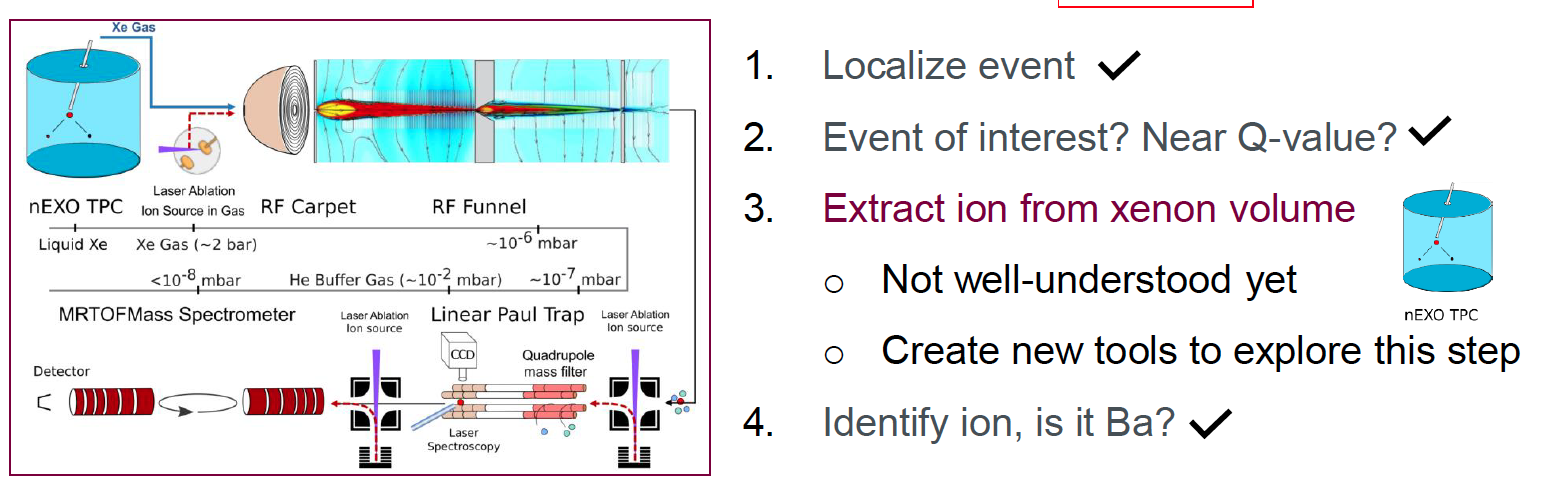 Xe Gas
Laser Ablation
Ion Source in Gas
nEXO TPC
RF Carpet
RF Funnel
Liquid Xe
Xe Gas (~2 bar)
~10-6 mbar
<10-8 mbar
He Buffer Gas (~10-2 mbar)
~10-7 mbar
MRTOFMass Spectrometer
Laser Ablation
Ion source
Linear Paul Trap
Laser Ablation
Ion source
CCD
Quadrupole
mass filter
Detector
Laser
Spectroscopy
1. Localize event ✓
2. Event of interest? Near Q-value? ✓
3. Extract ion from xenon volume
o Not well-understood yet
o Create new tools to explore this step
nEXO TPC
4. Identify ion, is it Ba? ✓